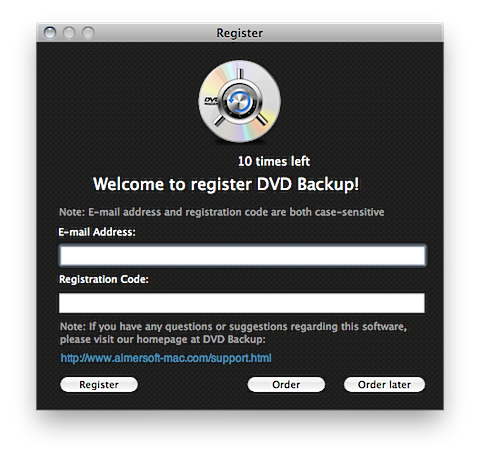 Register
DVD
10 times left
Welcome to register DVD Backup!
Note: E-mail address and registration code are both case-sensitive
E-mail Address:
Registration Code:
Note: If you have any questions or suggestions regarding this software,
please visit our homepage at DVD Backup:
http://www.aimersoft-mac.com/support.html
Register Order Order later